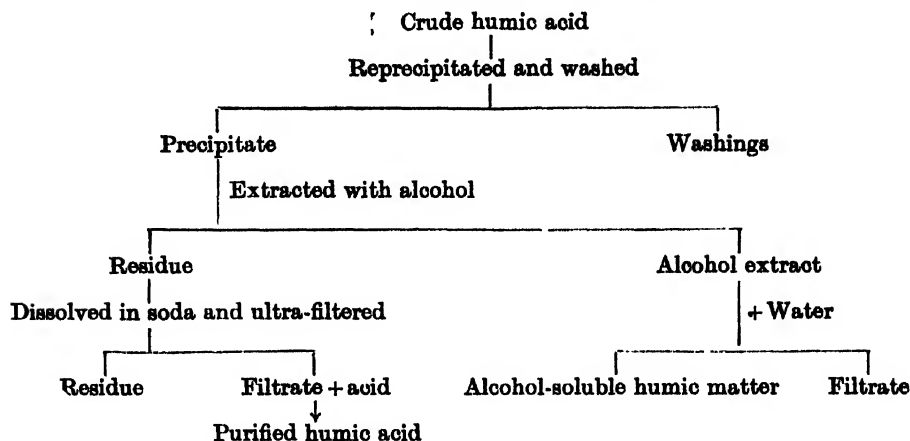 Crude humic acid
Reprecipitated and washed
Precipitate Washings
Extracted with alcohol
Residue Alcohol extract
Dissolved in soda and ultra-filtered + Water
Residue Filtrate + acid Alcohol-soluble humic matter Filtrate
Purified humic acid